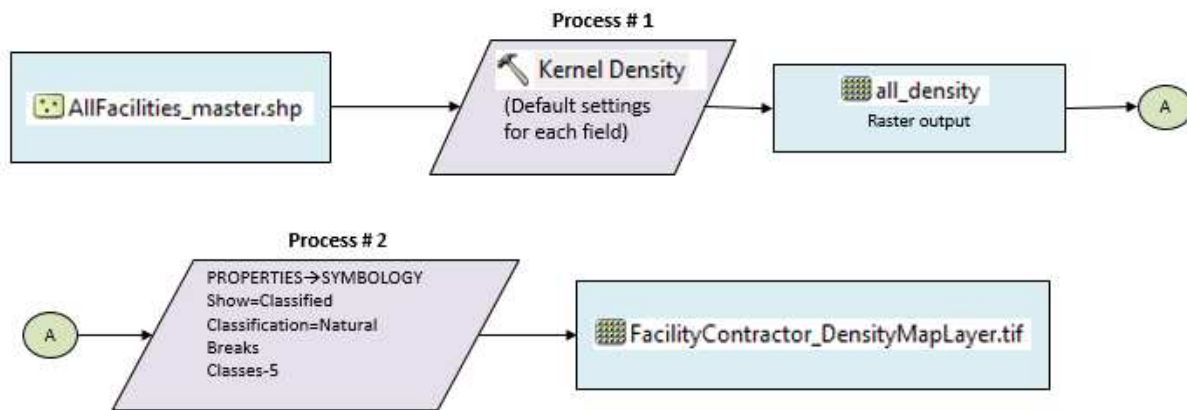 Process # 1
AllFacilities_master.shp
Kernel Density
(Default settings
for each field)
all_density
Raster output
A
Process # 2
A
PROPERTIES→SYMBOLOGY
Show=Classified
Classification=Natural
Breaks
Classes-5
FacilityContractor_DensityMapLayer.tif